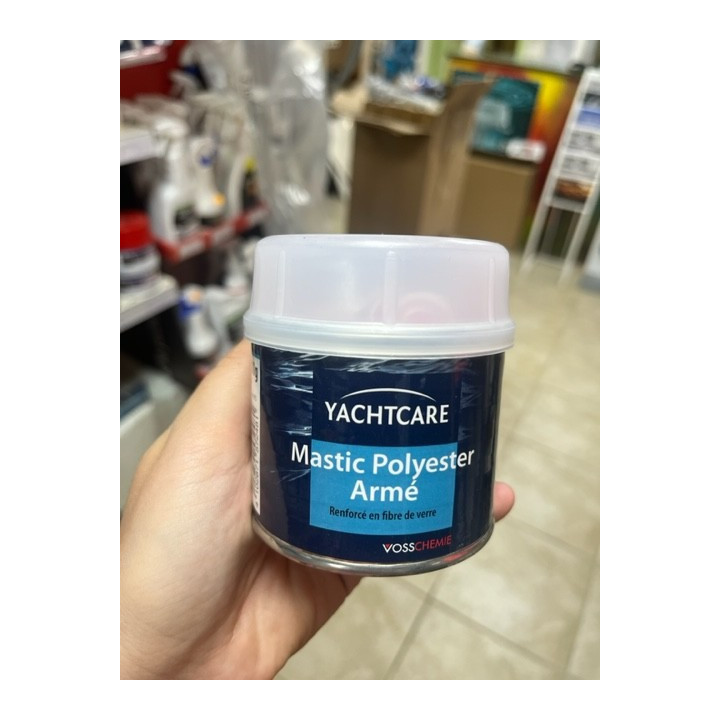 YACHTCARE
Mastic Polyester
Armé
Renforcé en fibre de verre
VOSSCHEMIE